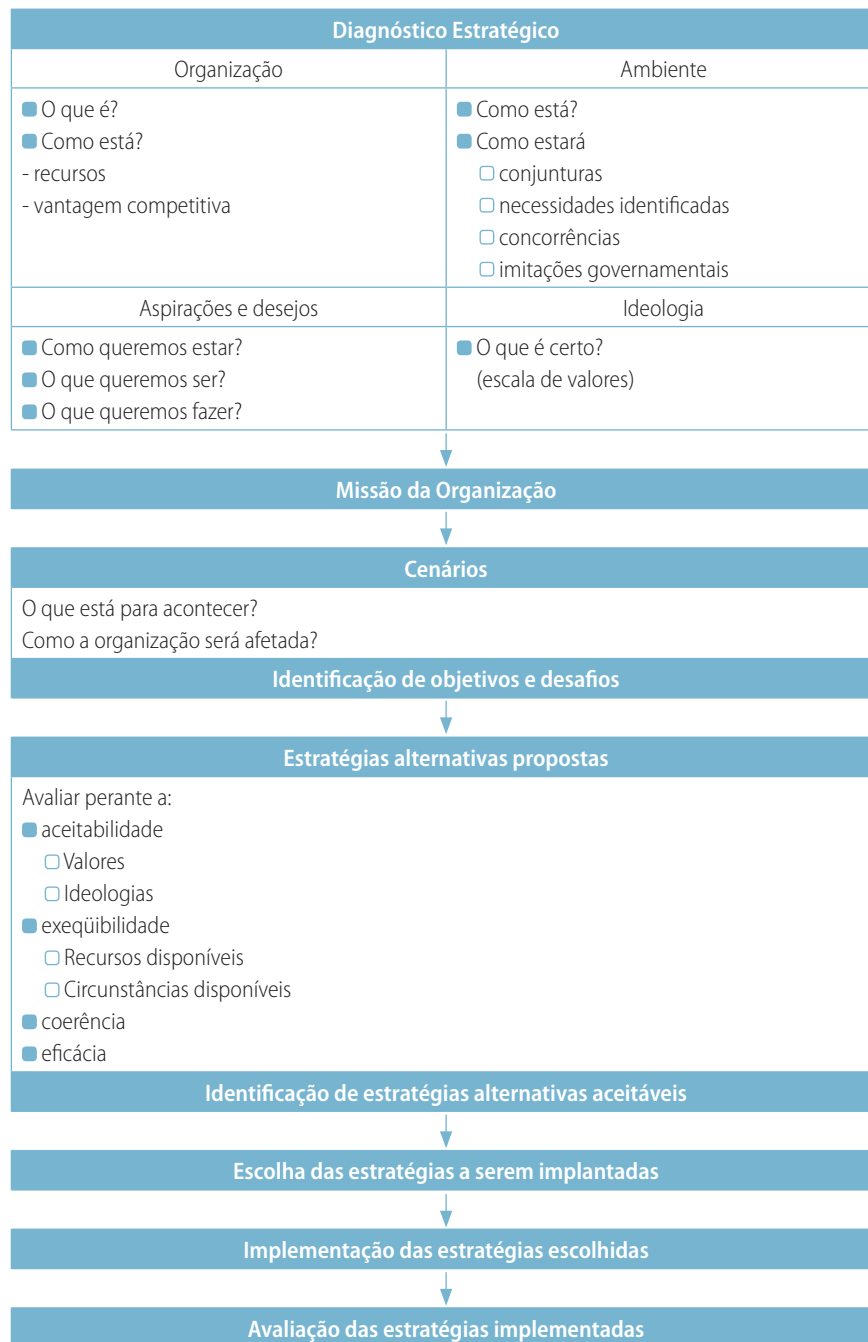 Diagnóstico Estratégico
Organização
Ambiente
O que é?
Como está?
- recursos
- vantagem competitiva
Como está?
Como estará
conjunturas
necessidades identificadas
concorrências
imitações governamentais
Aspirações e desejos
Ideologia
Como queremos estar?
O que queremos ser?
O que queremos fazer?
O que é certo?
(escala de valores)
Missão da Organização
Cenários
O que está para acontecer?
Como a organização será afetada?
Identificação de objetivos e desafios
Estratégias alternativas propostas
Avaliar perante a:
aceitabilidade
Valores
Ideologias
exeqüibilidade
Recursos disponíveis
Circunstâncias disponíveis
coerência
eficácia
Identificação de estratégias alternativas aceitáveis
Escolha das estratégias a serem implantadas
Implementação das estratégias escolhidas
Avaliação das estratégias implementadas